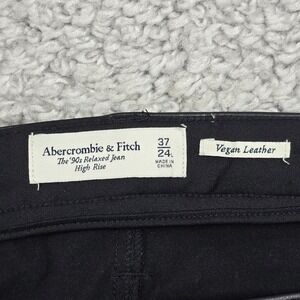 Abercrombie & Fitch
The '90s Relaxed Jean
High Rise
37
24L
MADE IN
CHINA
Vegan Leather